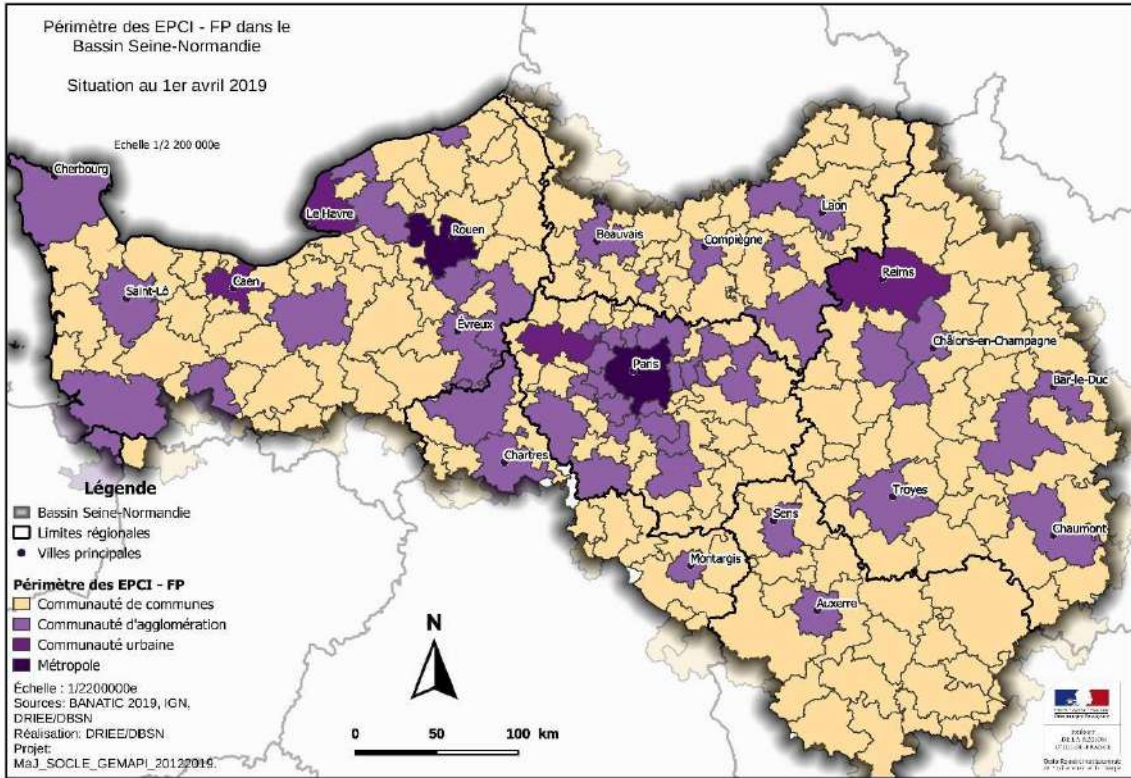 Périmètre des EPCI - FP dans le
Bassin Seine-Normandie
Situation au 1er avril 2019
Echelle 1/2 200 000e
Cherbourg
Le Havre
Rouen
Beauvais
Compiègne
Laon
Reims
Saint-Lô
Caen
Évreux
Paris
Châlons-en-Champagne
Bar-le-Duc
Chartres
Troyes
Sens
Chaumont
Montargis
Auxerre
Légende
Bassin Seine-Normandie
Limites régionales
Villes principales
Périmètre des EPCI - FP
Communauté de communes
Communauté d'agglomération
Communauté urbaine
Métropole
Échelle : 1/2200000e
Sources: BANATIC 2019, IGN,
DRIEE/DBSN
Réalisation: DRIEE/DBSN
Projet:
MaJ_SOCLE_GEMAPI_20122019.
N
0 50 100 km